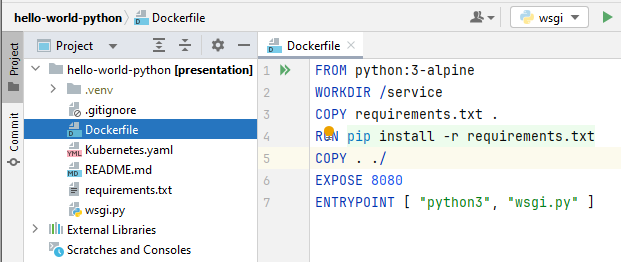 hello-world-python Dockerfile wsgi
Project
Commit
Project
hello-world-python [presentation]
.venv
.gitignore
Dockerfile
Kubernetes.yaml
README.md
requirements.txt
wsgi.py
External Libraries
Scratches and Consoles
Dockerfile
1 FROM python:3-alpine
2 WORKDIR /service
3 COPY requirements.txt .
4 RUN pip install -r requirements.txt
5 COPY . ./
6 EXPOSE 8080
7 ENTRYPOINT [ "python3", "wsgi.py" ]